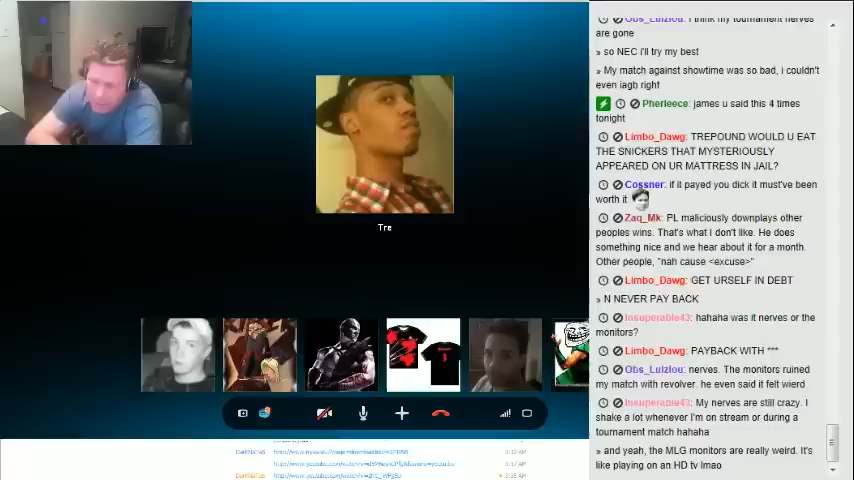 Tre
Obs_Lulziou: I think my tournament nerves
are gone
» so NEC i'll try my best
» My match against showtime was so bad, i couldn't
even iagb right
Pherleece: james u said this 4 times
tonight
Limbo_Dawg: TREPOUND WOULD U EAT
THE SNICKERS THAT MYSTERIOUSLY
APPEARED ON UR MATTRESS IN JAIL?
Cossner: if it payed you dick it must've been
worth it
Zaq_Mk: PL maliciously downplays other
peoples wins. That's what I don't like. He does
something nice and we hear about it for a month.
Other people, "nah cause <excuse>"
Limbo_Dawg: GET URSELF IN DEBT
» N NEVER PAY BACK
Insuperable43: hahaha was it nerves or the
monitors?
Limbo_Dawg: PAYBACK WITH ***
Obs_Lulziou: nerves. The monitors ruined
my match with revolver. he even said it felt wierd
Insuperable43: My nerves are still crazy. I
shake a lot whenever I'm on stream or during a
tournament match hahaha
» and yeah, the MLG monitors are really weird. It's
like playing on an HD tv lmao